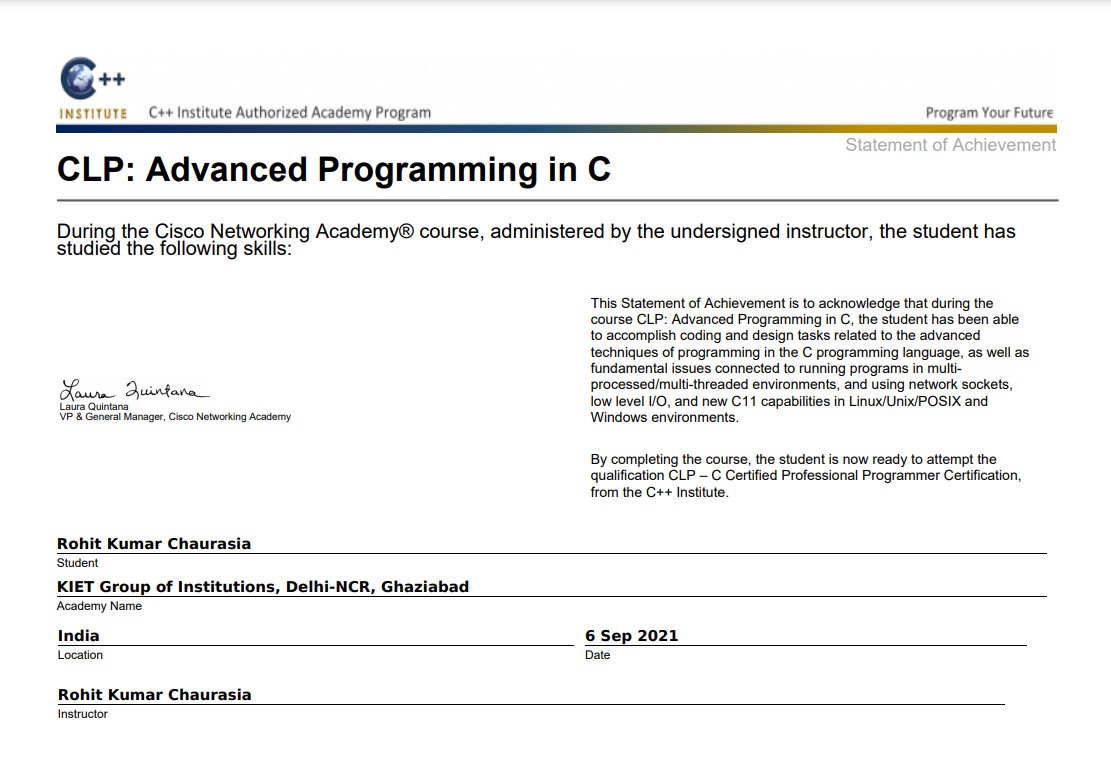 C++
INSTITUTE
C++ Institute Authorized Academy Program
Program Your Future
Statement of Achievement
CLP: Advanced Programming in C
During the Cisco Networking Academy® course, administered by the undersigned instructor, the student has
studied the following skills:
This Statement of Achievement is to acknowledge that during the
course CLP: Advanced Programming in C, the student has been able
to accomplish coding and design tasks related to the advanced
techniques of programming in the C programming language, as well as
fundamental issues connected to running programs in multi-
processed/multi-threaded environments, and using network sockets,
low level I/O, and new C11 capabilities in Linux/Unix/POSIX and
Windows environments.
By completing the course, the student is now ready to attempt the
qualification CLP – C Certified Professional Programmer Certification,
from the C++ Institute.
Laura Quintana
Laura Quintana
VP & General Manager, Cisco Networking Academy
Rohit Kumar Chaurasia
Student
KIET Group of Institutions, Delhi-NCR, Ghaziabad
Academy Name
India
Location
6 Sep 2021
Date
Rohit Kumar Chaurasia
Instructor